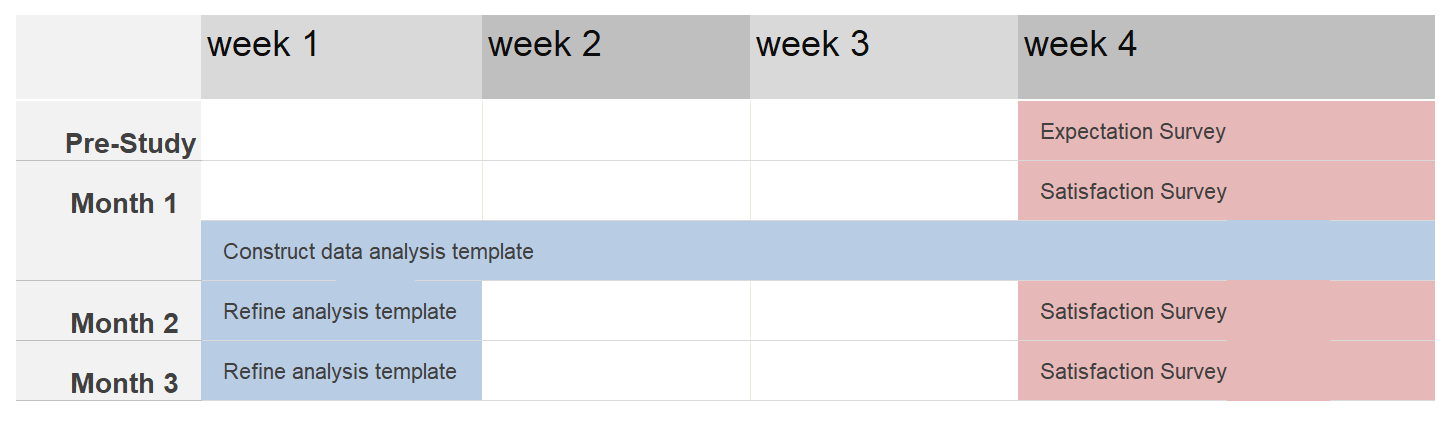 week 1 week 2 week 3 week 4
Pre-Study Expectation Survey
Month 1 Satisfaction Survey
Construct data analysis template
Month 2 Refine analysis template Satisfaction Survey
Month 3 Refine analysis template Satisfaction Survey